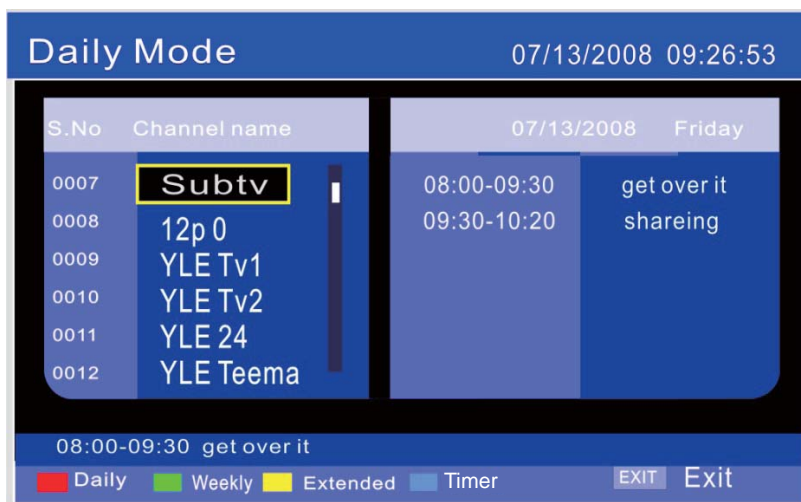 Daily Mode 07/13/2008 09:26:53
S.No Channel name
0007 Subtv
0008 12p 0
0009 YLE Tv1
0010 YLE Tv2
0011 YLE 24
0012 YLE Teema
07/13/2008 Friday
08:00-09:30 get over it
09:30-10:20 shareing
08:00-09:30 get over it
Daily Weekly Extended Timer EXIT Exit